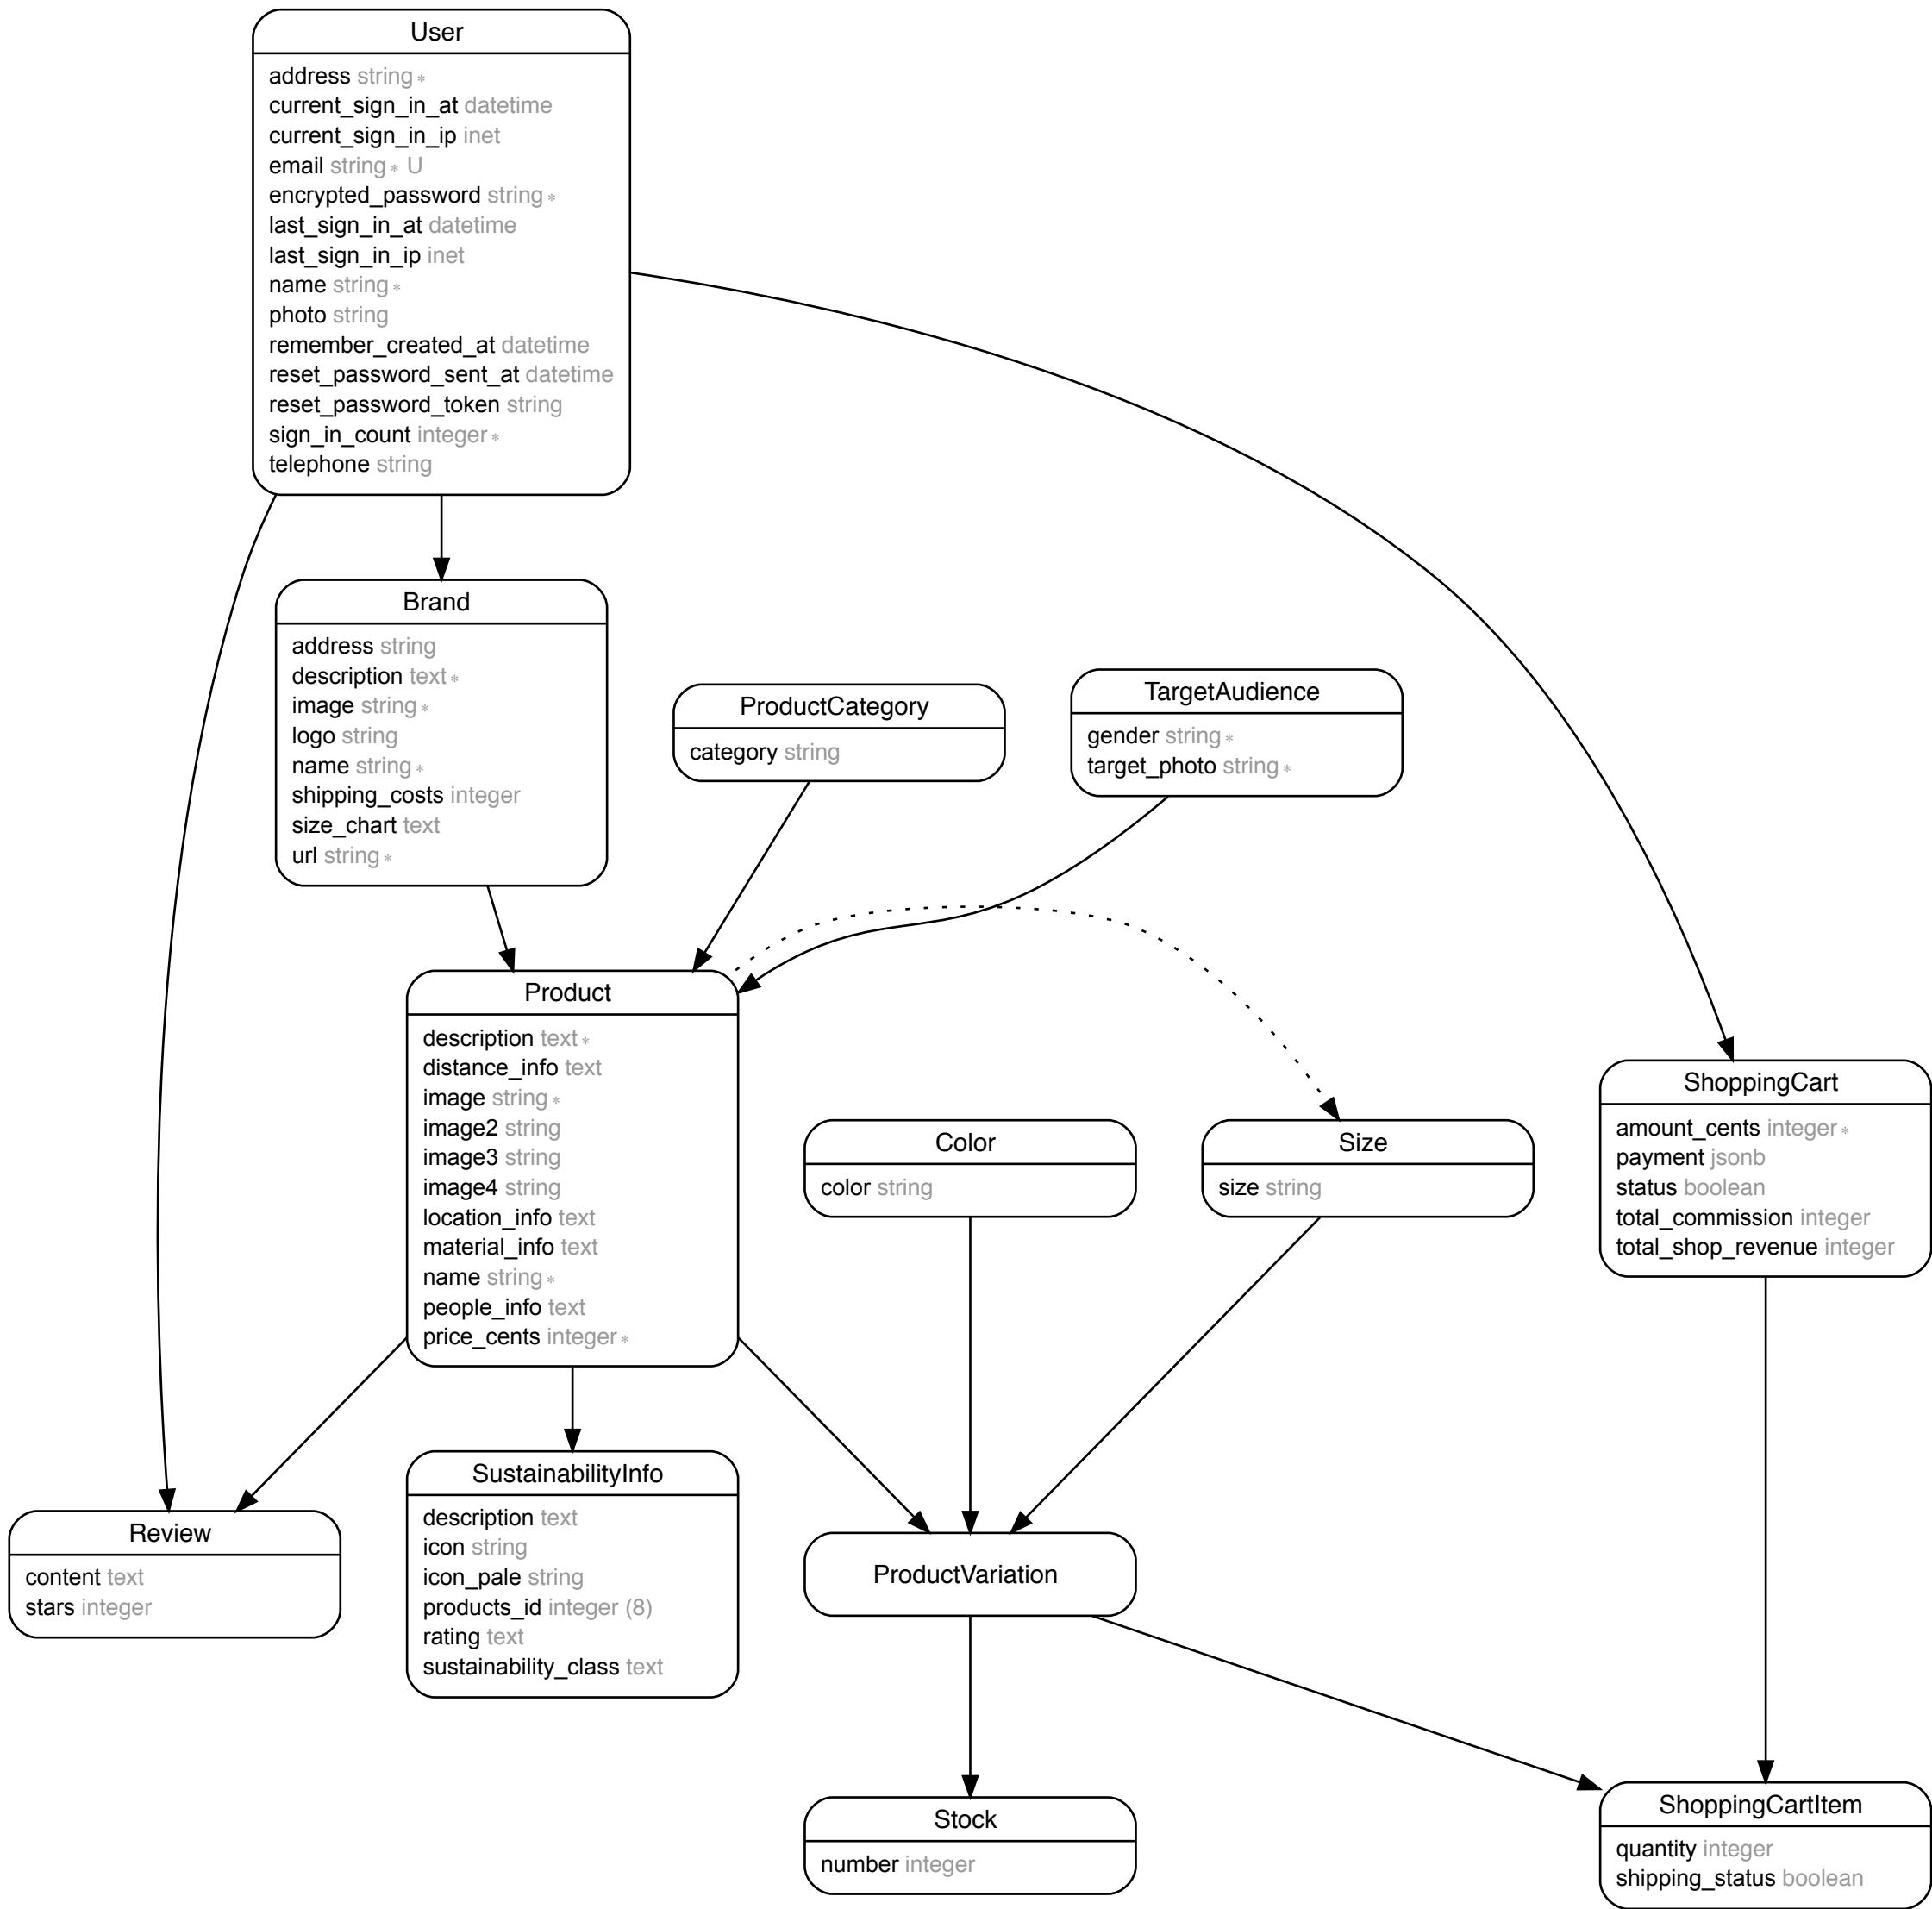 User
address string *
current_sign_in_at datetime
current_sign_in_ip inet
email string * U
encrypted_password string *
last_sign_in_at datetime
last_sign_in_ip inet
name string *
photo string
remember_created_at datetime
reset_password_sent_at datetime
reset_password_token string
sign_in_count integer *
telephone string
Brand
address string
description text *
image string *
logo string
name string *
shipping_costs integer
size_chart text
url string *
ProductCategory
category string
TargetAudience
gender string *
target_photo string *
Product
description text *
distance_info text
image string *
image2 string
image3 string
image4 string
location_info text
material_info text
name string *
people_info text
price_cents integer *
Color
color string
Size
size string
ShoppingCart
amount_cents integer *
payment jsonb
status boolean
total_commission integer
total_shop_revenue integer
Review
content text
stars integer
SustainabilityInfo
description text
icon string
icon_pale string
products_id integer (8)
rating text
sustainability_class text
ProductVariation
Stock
number integer
ShoppingCartItem
quantity integer
shipping_status boolean